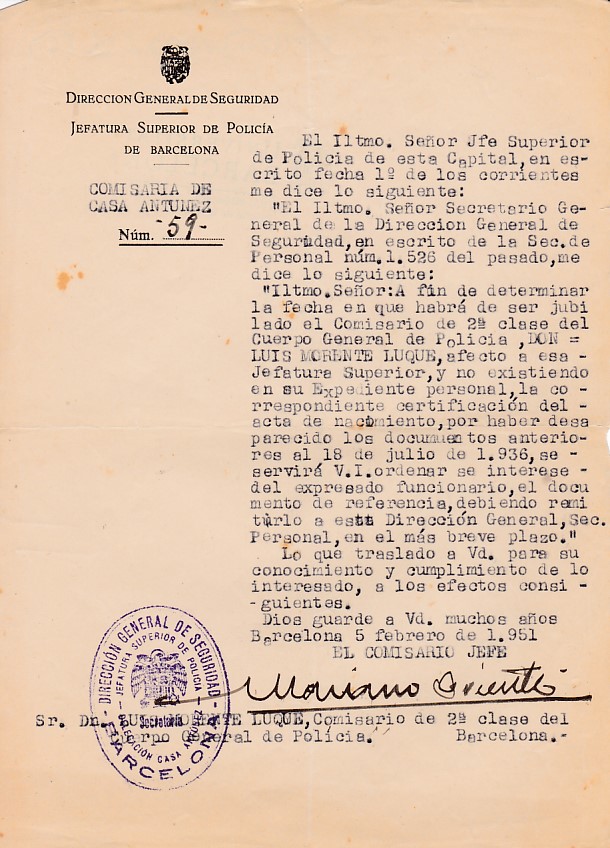 DIRECCION GENERAL DE SEGURIDAD
JEFATURA SUPERIOR DE POLICÍA
DE BARCELONA
COMISARIA DE
CASA ANTUNEZ
Núm. -59-
El Iltmo. Señor Jfe Superior
de Policia de esta Capital,en es-
crito fecha 1º de los corrientes
me dice lo siguiente:
"El Iltmo. Señor Secretario Ge-
neral de la Direccion General de
Seguridad,en escrito de la Sec.de
Personal núm.1.526 del pasado,me
dice lo siguiente:
"Iltmo.Señor:A fin de determinar
la fecha en que habrá de ser jubi
lado el Comisario de 2ª clase del
Cuerpo General de Policia ,DON =
LUIS MORENTE LUQUE,afecto a esa -
Jefatura Superior,y no existiendo
en su Expediente personal,la co-
rrespondiente certificación del -
acta de nacimiento,por haber desa
parecido los documuentos anterio-
res al 18 de julio de 1.936,se -
servirá V.I.ordenar se interese -
del expresado funcionario,el docu
mento de referencia,debiendo remi
tirlo a esta Dirección General,Sec.
Personal,en el más breve plazo."
Lo que traslado a Vd. para su
conocimiento y cumplimiento de lo
interesado, a los efectos consi -
-guientes.
Dios guarde a Vd. muchos años
Barcelona 5 febrero de 1.951
EL COMISARIO JEFE
Mariano
Sr. Dn. LUIS MORENTE LUQUE,Comisario de 2ª clase del
Cuerpo General de Policia. Barcelona.-
DIRECCIÓN GENERAL DE SEGURIDAD
JEFATURA SUPERIOR DE POLICIA
Secretaría
CASA ANTUNEZ
BARCELONA